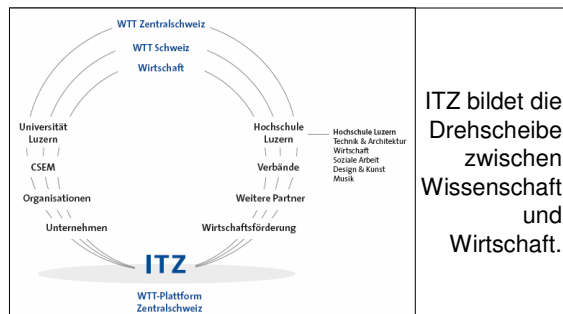 WTT Zentralschweiz
WTT Schweiz
Wirtschaft
Universität
Luzern
CSEM
Organisationen
Unternehmen
Hochschule
Luzern
Verbände
Weitere Partner
Wirtschaftsförderung
Hochschule Luzern
Technik & Architektur
Wirtschaft
Soziale Arbeit
Design & Kunst
Musik
ITZ
WTT-Plattform
Zentralschweiz
ITZ bildet die
Drehscheibe
zwischen
Wissenschaft
und
Wirtschaft.